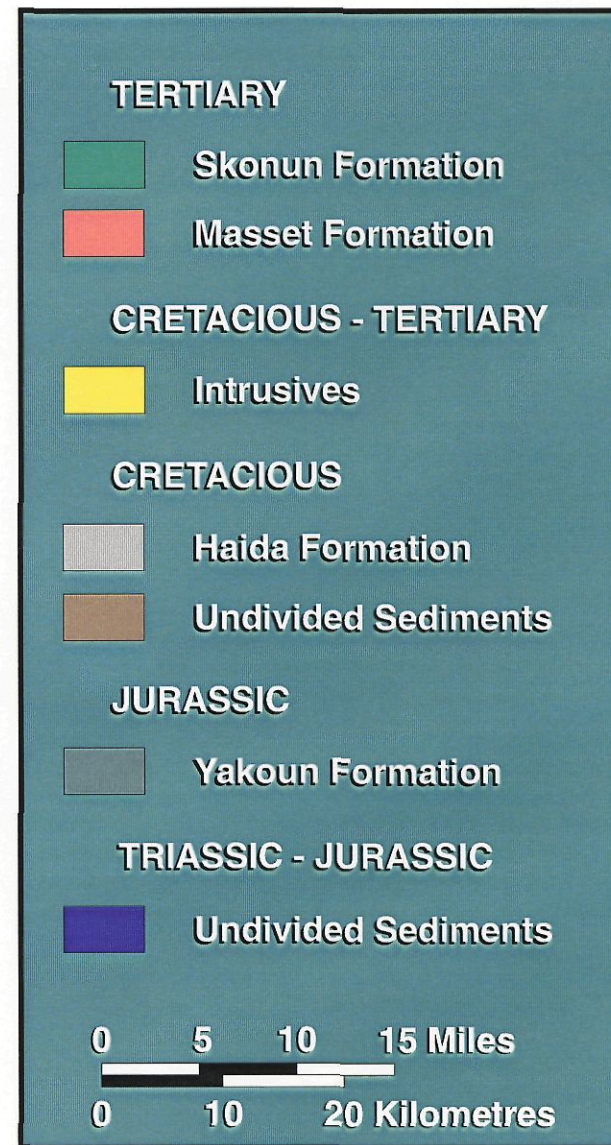 TERTIARY
Skonun Formation
Masset Formation
CRETACIOUS - TERTIARY
Intrusives
CRETACIOUS
Haida Formation
Undivided Sediments
JURASSIC
Yakoun Formation
TRIASSIC - JURASSIC
Undivided Sediments
0 5 10 15 Miles
0 10 20 Kilometres